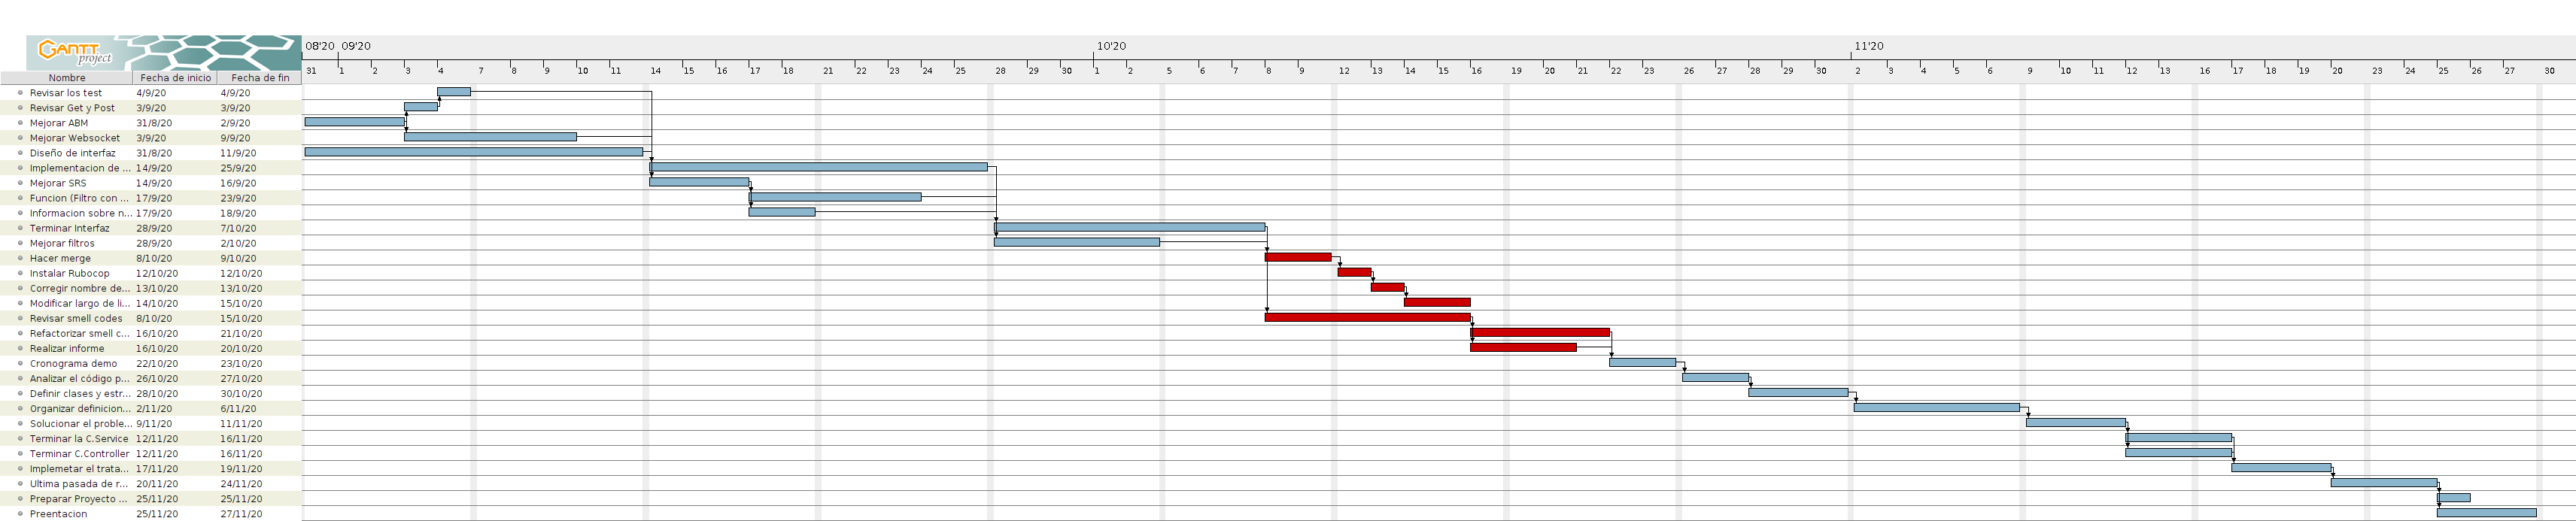 08'20 09'20 10'20 11'20
GANTT
project
Nombre Fecha de inicio Fecha de fin 31 1 2 3 4 7 8 9 10 11 14 15 16 17 18 21 22 23 24 25 28 29 30 1 2 5 6 7 8 9 12 13 14 15 16 19 20 21 22 23 26 27 28 29 30 2 3 4 5 6 9 10 11 12 13 16 17 18 19 20 23 24 25 26 27 30
Revisar los test 4/9/20 4/9/20
Revisar Get y Post 3/9/20 3/9/20
Mejorar ABM 31/8/20 2/9/20
Mejorar Websocket 3/9/20 9/9/20
Diseño de interfaz 31/8/20 11/9/20
Implementacion de ... 14/9/20 25/9/20
Mejorar SRS 14/9/20 16/9/20
Funcion (Filtro con ... 17/9/20 23/9/20
Informacion sobre n... 17/9/20 18/9/20
Terminar Interfaz 28/9/20 7/10/20
Mejorar filtros 28/9/20 2/10/20
Hacer merge 8/10/20 9/10/20
Instalar Rubocop 12/10/20 12/10/20
Corregir nombre de... 13/10/20 13/10/20
Modificar largo de li... 14/10/20 15/10/20
Revisar smell codes 8/10/20 15/10/20
Refactorizar smell c... 16/10/20 21/10/20
Realizar informe 16/10/20 20/10/20
Cronograma demo 22/10/20 23/10/20
Analizar el código p... 26/10/20 27/10/20
Definir clases y estr... 28/10/20 30/10/20
Organizar definicion... 2/11/20 6/11/20
Solucionar el proble... 9/11/20 11/11/20
Terminar la C.Service 12/11/20 16/11/20
Terminar C.Controller 12/11/20 16/11/20
Implemetar el trata... 17/11/20 19/11/20
Ultima pasada de r... 20/11/20 24/11/20
Preparar Proyecto ... 25/11/20 25/11/20
Preentacion 25/11/20 27/11/20